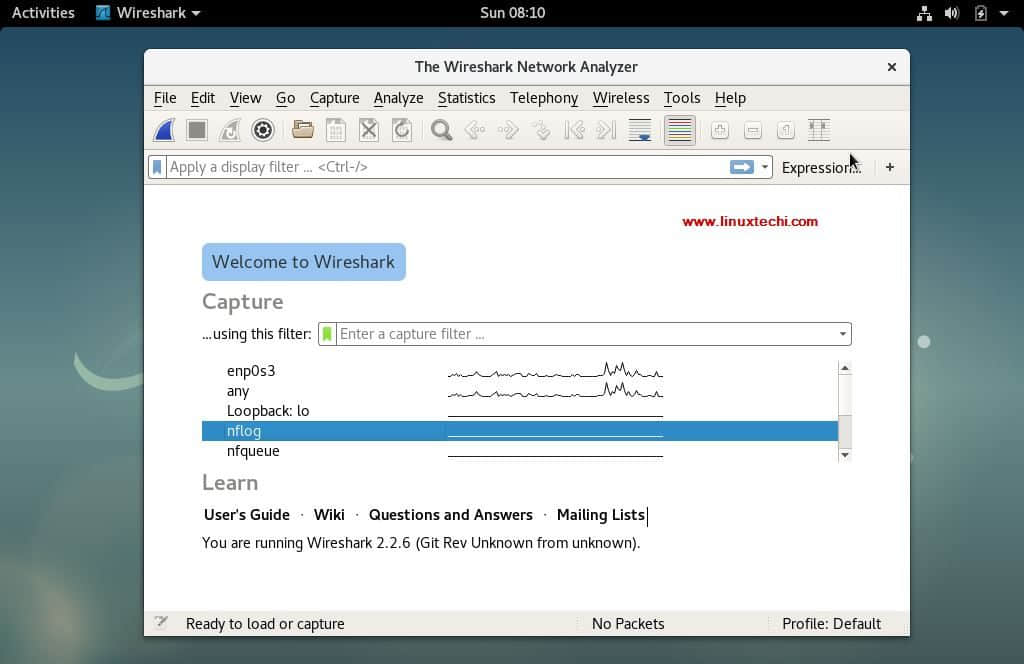 Activities Wireshark Sun 08:10
The Wireshark Network Analyzer
File Edit View Go Capture Analyze Statistics Telephony Wireless Tools Help
Apply a display filter ... <Ctrl-/> Expression... +
www.linuxtechi.com
Welcome to Wireshark
Capture
...using this filter: Enter a capture filter ...
enp0s3
any
Loopback: lo
nflog
nfqueue
Learn
User's Guide · Wiki · Questions and Answers · Mailing Lists
You are running Wireshark 2.2.6 (Git Rev Unknown from unknown).
Ready to load or capture No Packets Profile: Default